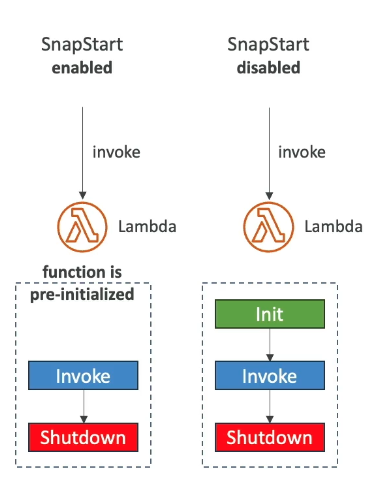 SnapStart
enabled
invoke
Lambda
function is
pre-initialized
Invoke
Shutdown
SnapStart
disabled
invoke
Lambda
Init
Invoke
Shutdown